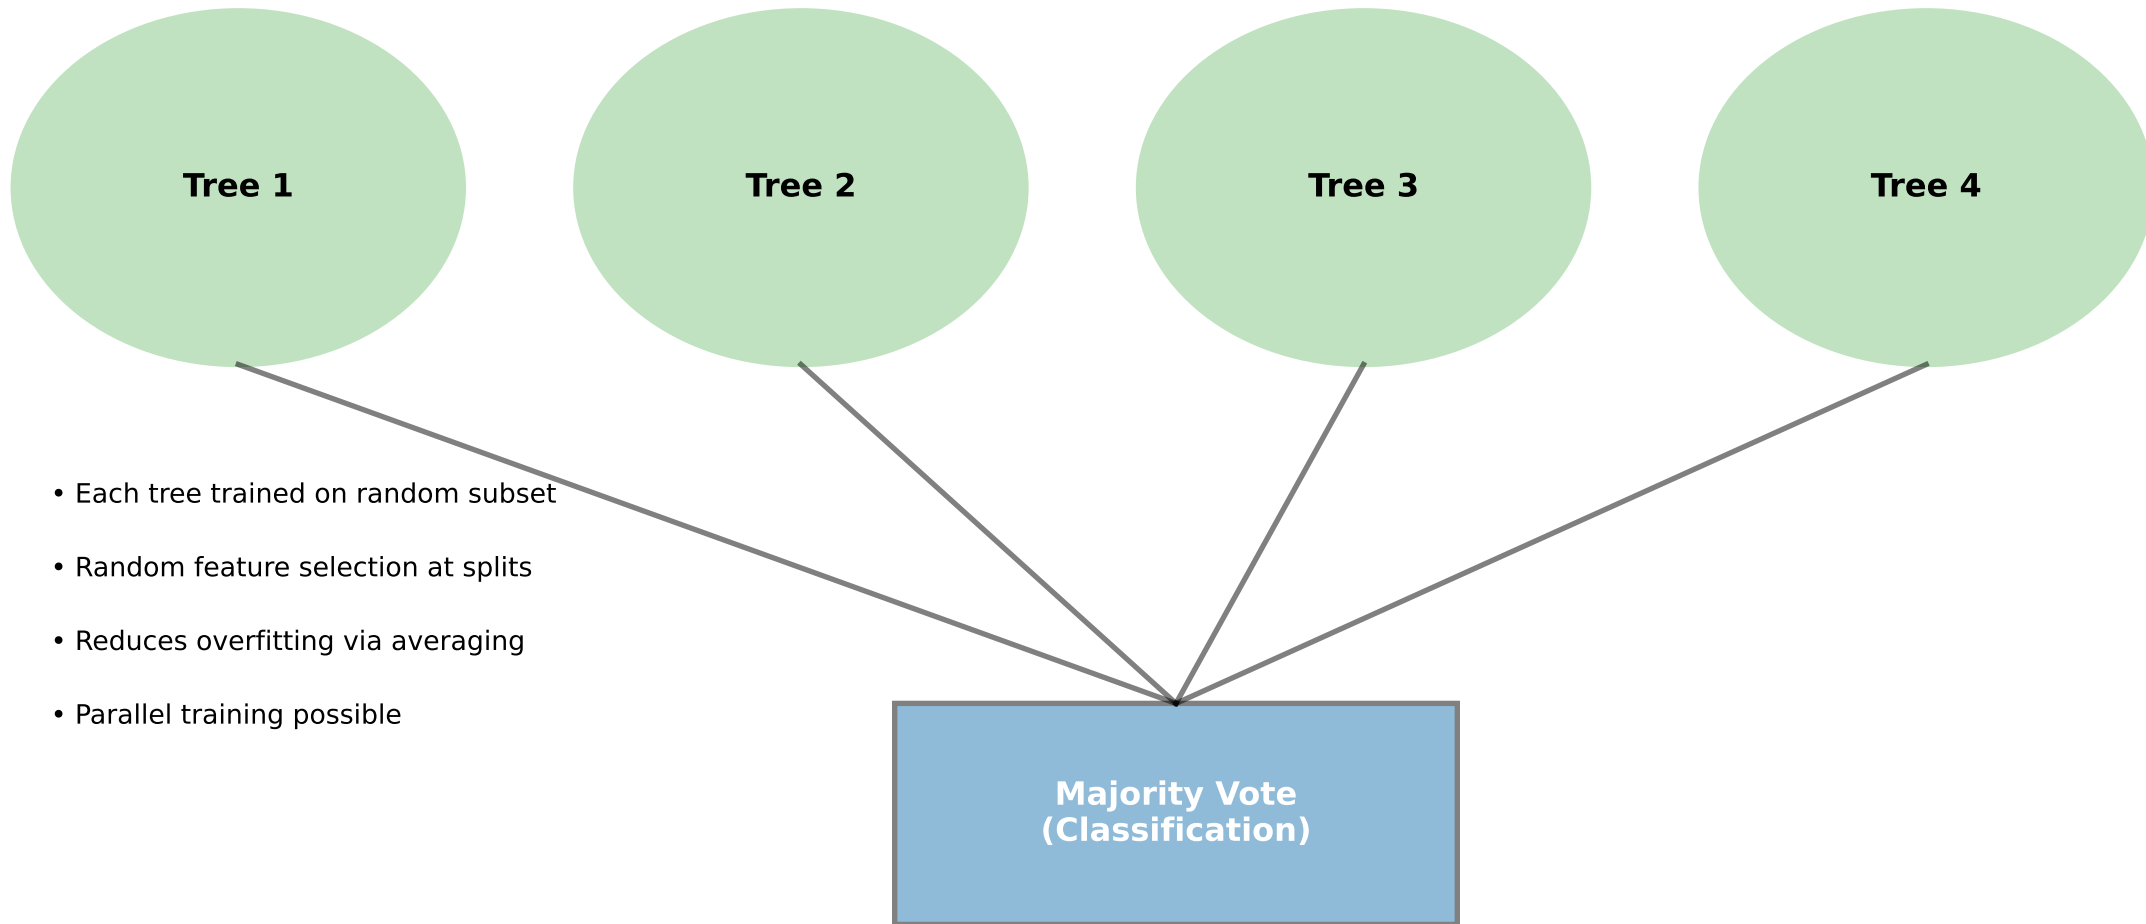 Tree 1
Tree 2
Tree 3
Tree 4
• Each tree trained on random subset
• Random feature selection at splits
• Reduces overfitting via averaging
• Parallel training possible
Majority Vote
(Classification)